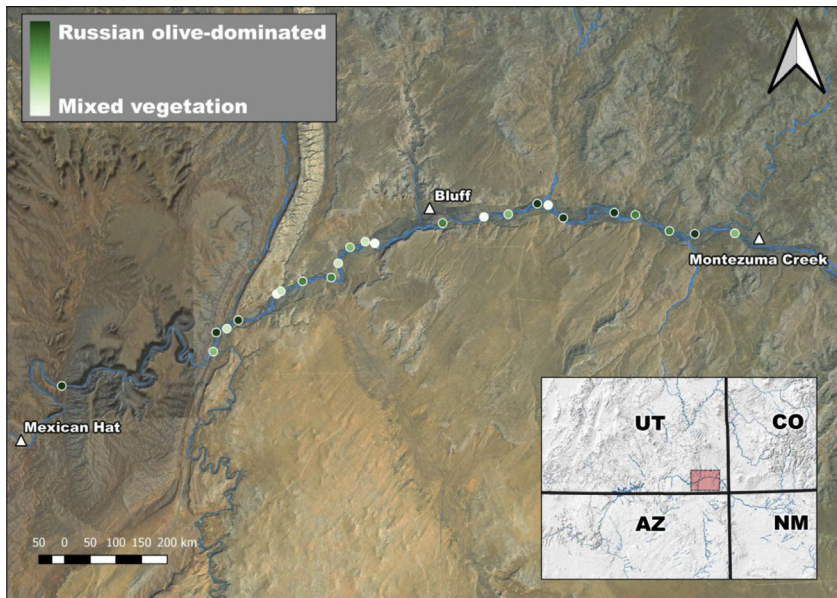 Russian olive-dominated
Mixed vegetation
Bluff
Montezuma Creek
Mexican Hat
UT
CO
AZ
NM
50 0 50 100 150 200 km